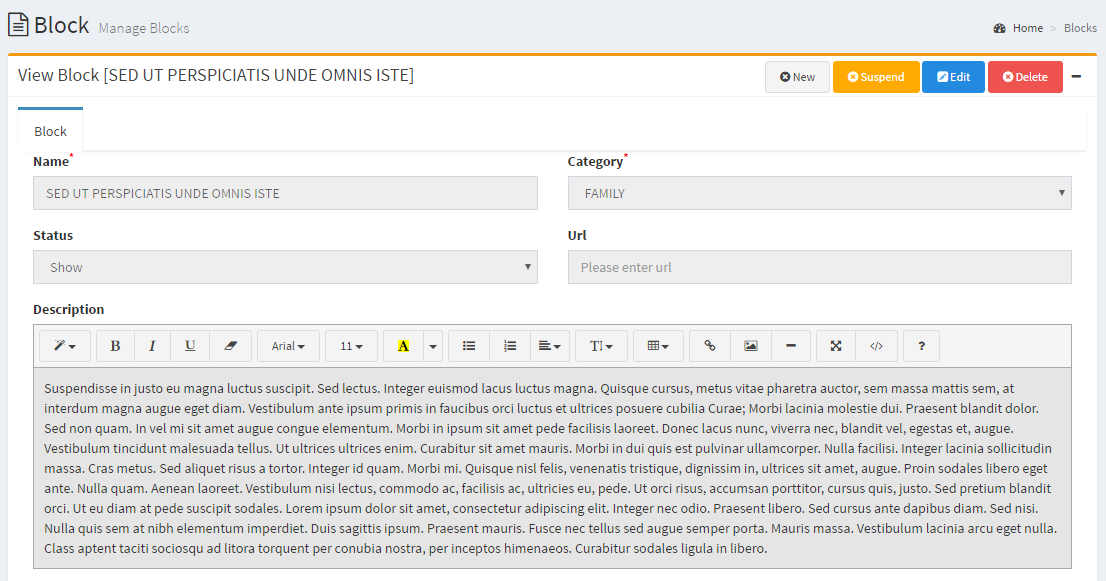 Block Manage Blocks
Home > Blocks
View Block [SED UT PERSPICIATIS UNDE OMNIS ISTE]
New Suspend Edit Delete
Block
Name* Category*
SED UT PERSPICIATIS UNDE OMNIS ISTE FAMILY
Status Url
Show Please enter url
Description
B I U Arial 11 A T ?
Suspendisse in justo eu magna luctus suscipit. Sed lectus. Integer euismod lacus luctus magna. Quisque cursus, metus vitae pharetra auctor, sem massa mattis sem, at
interdum magna augue eget diam. Vestibulum ante ipsum primis in faucibus orci luctus et ultrices posuere cubilia Curae; Morbi lacinia molestie dui. Praesent blandit dolor.
Sed non quam. In vel mi sit amet augue congue elementum. Morbi in ipsum sit amet pede facilisis laoreet. Donec lacus nunc, viverra nec, blandit vel, egestas et, augue.
Vestibulum tincidunt malesuada tellus. Ut ultrices ultrices enim. Curabitur sit amet mauris. Morbi in dui quis est pulvinar ullamcorper. Nulla facilisi. Integer lacinia sollicitudin
massa. Cras metus. Sed aliquet risus a tortor. Integer id quam. Morbi mi. Quisque nisl felis, venenatis tristique, dignissim in, ultrices sit amet, augue. Proin sodales libero eget
ante. Nulla quam. Aenean laoreet. Vestibulum nisi lectus, commodo ac, facilisis ac, ultricies eu, pede. Ut orci risus, accumsan porttitor, cursus quis, justo. Sed pretium blandit
orci. Ut eu diam at pede suscipit sodales. Lorem ipsum dolor sit amet, consectetur adipiscing elit. Integer nec odio. Praesent libero. Sed cursus ante dapibus diam. Sed nisi.
Nulla quis sem at nibh elementum imperdiet. Duis sagittis ipsum. Praesent mauris. Fusce nec tellus sed augue semper porta. Mauris massa. Vestibulum lacinia arcu eget nulla.
Class aptent taciti sociosqu ad litora torquent per conubia nostra, per inceptos himenaeos. Curabitur sodales ligula in libero.